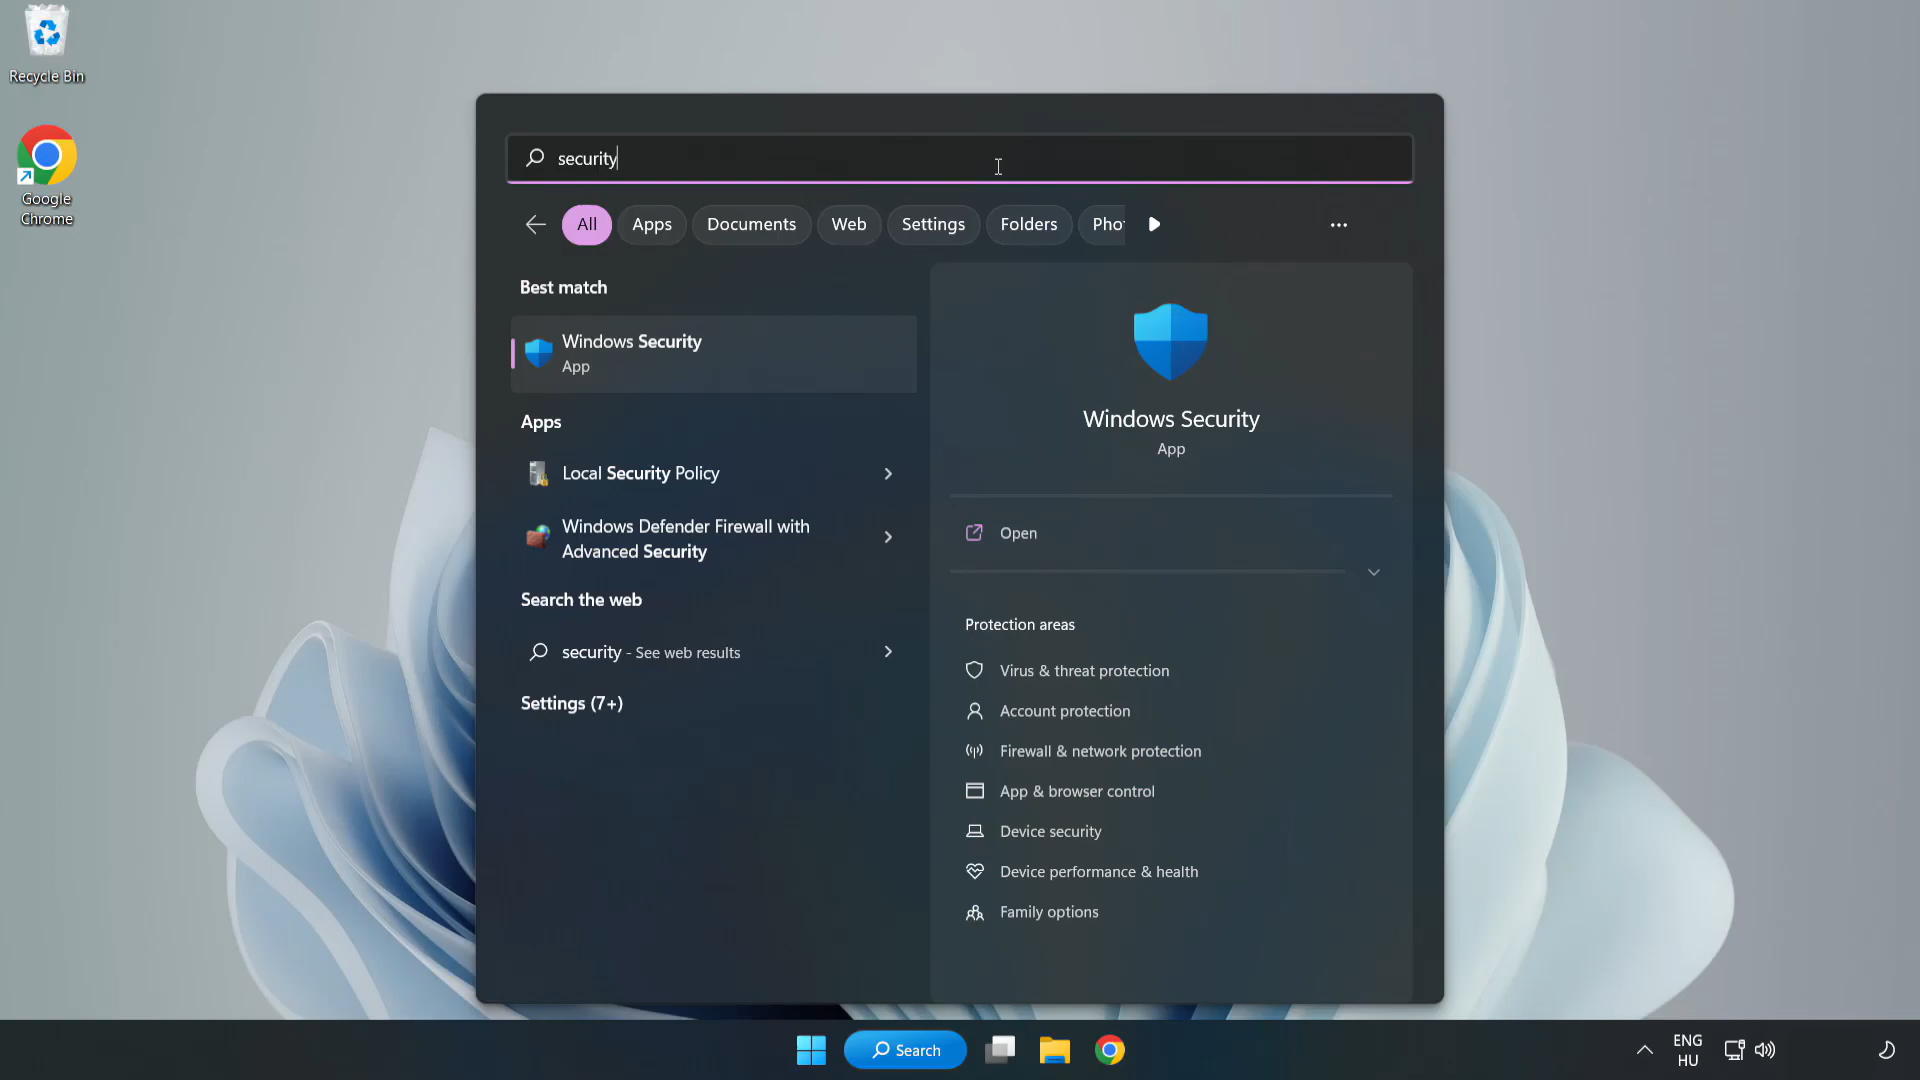 Recycle Bin
Google
Chrome
security
All
Apps
Documents
Web
Settings
Folders
Pho
Best match
Windows Security
App
Apps
Local Security Policy
Windows Defender Firewall with
Advanced Security
Search the web
security - See web results
Settings (7+)
Windows Security
App
Open
Protection areas
Virus & threat protection
Account protection
Firewall & network protection
App & browser control
Device security
Device performance & health
Family options
Search
ENG
HU